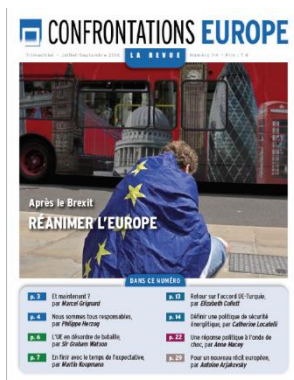 CONFRONTATIONS EUROPE
LA REVUE
Après le Brexit
RÉANIMER L'EUROPE
DANS CE NUMÉRO
p. 3 Et maintenant ?
par Marcel Grignard
p. 4 Nous sommes tous responsables,
par Philippe Herzog
p. 6 L'UE en désordre de bataille,
par Sir Graham Watson
p. 7 En finir avec le temps de l'expectative,
par Martin Koopmann
p. 13 Retour sur l'accord UE-Turquie,
par Elizabeth Collett
p. 14 Définir une politique de sécurité
énergétique, par Catherine Locatelli
p. 22 Une réponse politique à l'onde de
choc, par Anne Macey
p. 29 Pour un nouveau récit européen,
par Antoine Arjakovsky